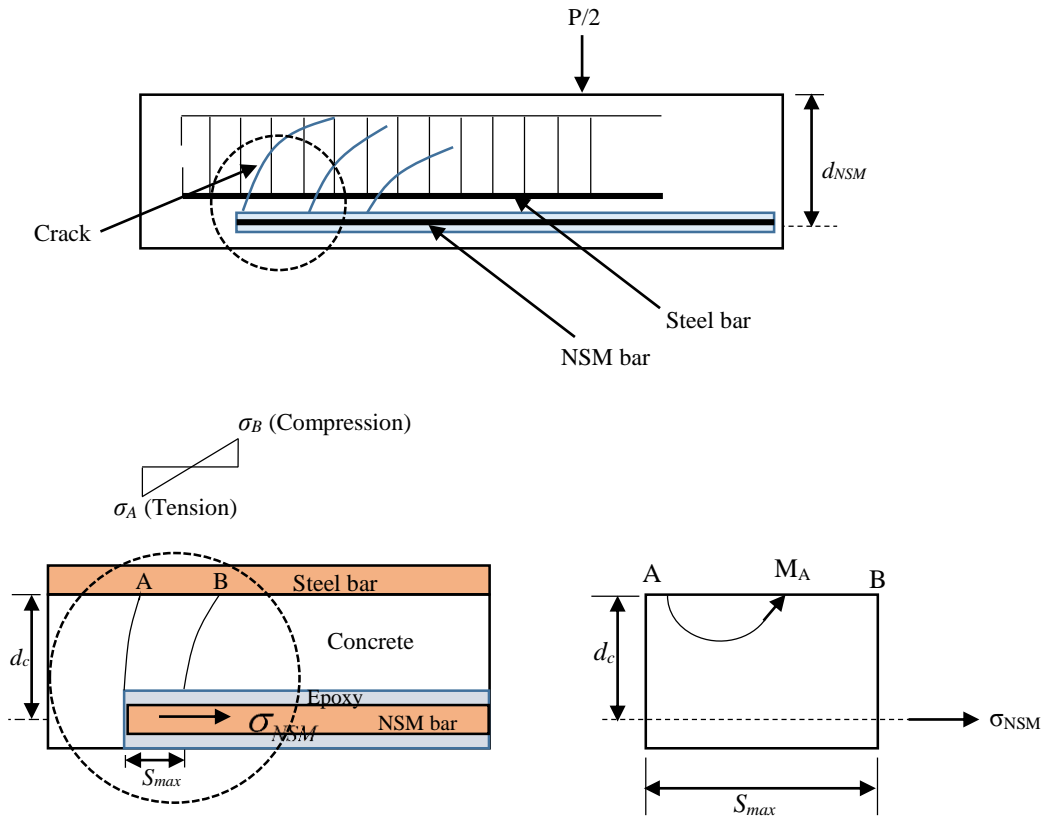 P/2
d_NSM
Crack
Steel bar
NSM bar
σ_B (Compression)
σ_A (Tension)
A B Steel bar
d_c
Concrete
Epoxy
σ_NSM NSM bar
S_max
A M_A B
d_c
σ_NSM
S_max